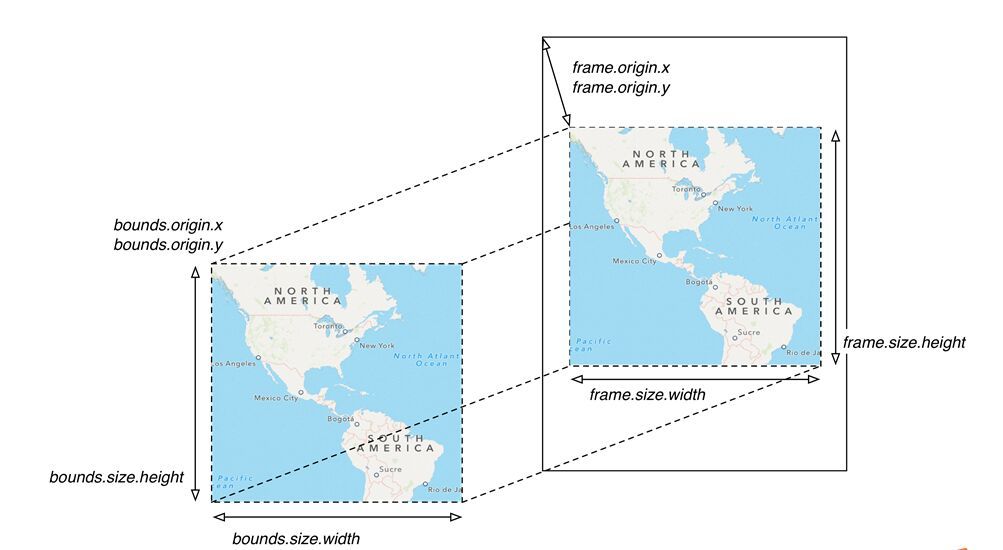 frame.origin.x
frame.origin.y
NORTH
AMERICA
Toronto
New York
North Atlant
Ocean
os Angeles
Mexico City
Bogotá
SOUTH
AMERICA
Sucre
Rio de Ja
Pacific
ean
frame.size.height
frame.size.width
bounds.origin.x
bounds.origin.y
NORTH
AMERICA
Toronto
New York
North Atlant
Ocean
os Angeles
Mexico City
Bogotá
SOUTH
AMERICA
Sucre
Rio de Ja
Pacific
ean
bounds.size.height
bounds.size.width